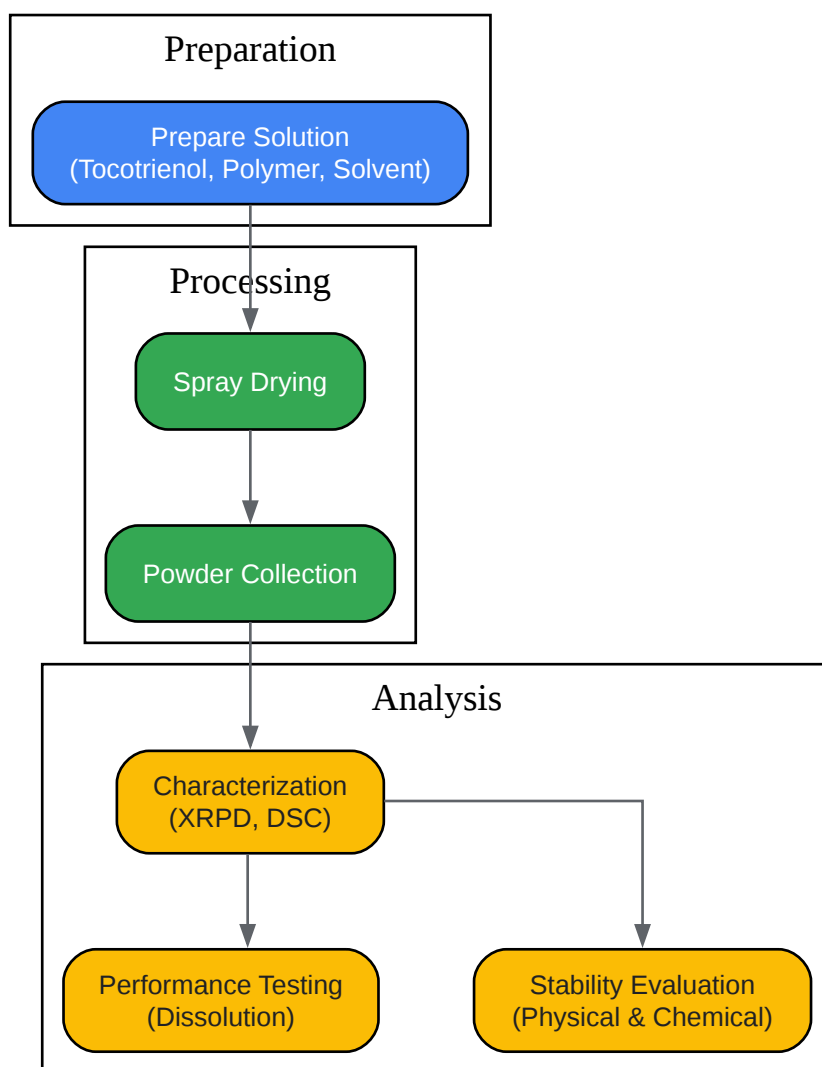 Preparation
Prepare Solution
(Tocotrienol, Polymer, Solvent)
Processing
Spray Drying
Powder Collection
Analysis
Characterization
(XRPD, DSC)
Performance Testing
(Dissolution)
Stability Evaluation
(Physical & Chemical)